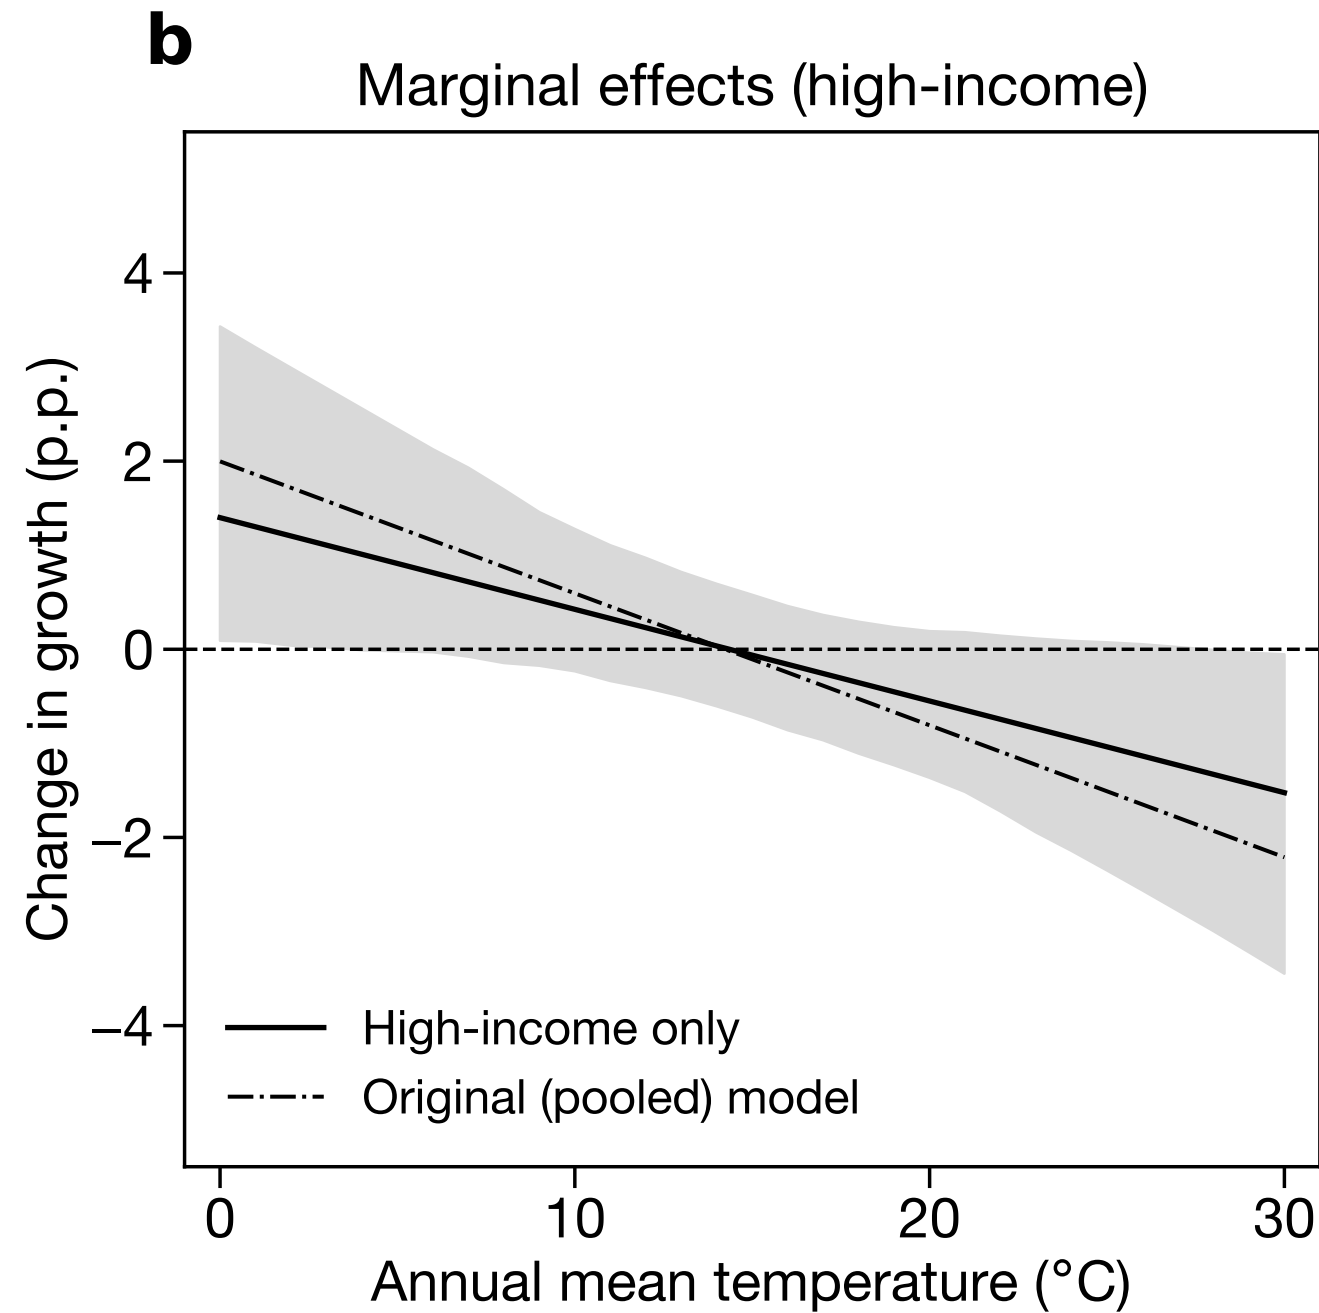 b
Marginal effects (high-income)
Change in growth (p.p.)
4
2
0
−2
−4
High-income only
Original (pooled) model
0 10 20 30
Annual mean temperature (°C)